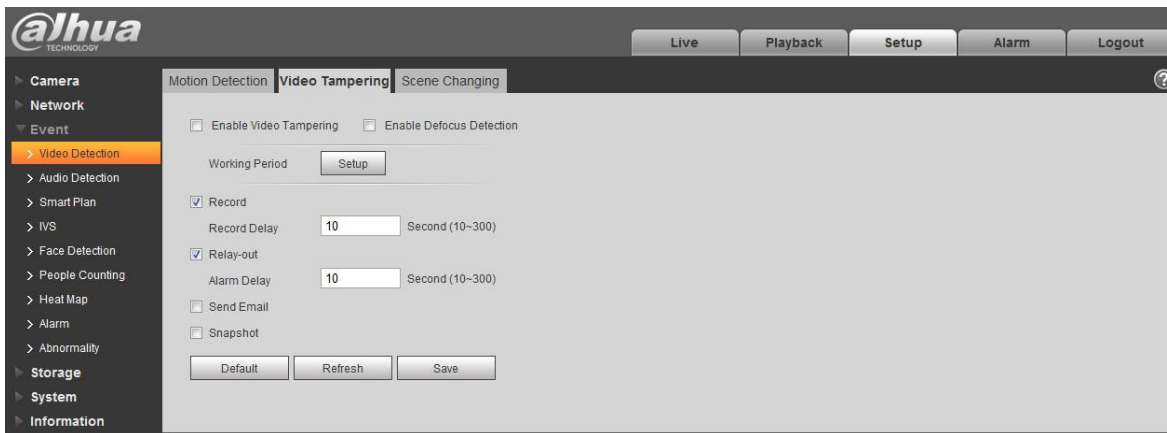 alhua
TECHNOLOGY
Live Playback Setup Alarm Logout
Camera
Network
Event
Video Detection
Audio Detection
Smart Plan
IVS
Face Detection
People Counting
Heat Map
Alarm
Abnormality
Storage
System
Information
Motion Detection Video Tampering Scene Changing
?
Enable Video Tampering Enable Defocus Detection
Working Period Setup
Record
Record Delay 10 Second (10~300)
Relay-out
Alarm Delay 10 Second (10~300)
Send Email
Snapshot
Default Refresh Save